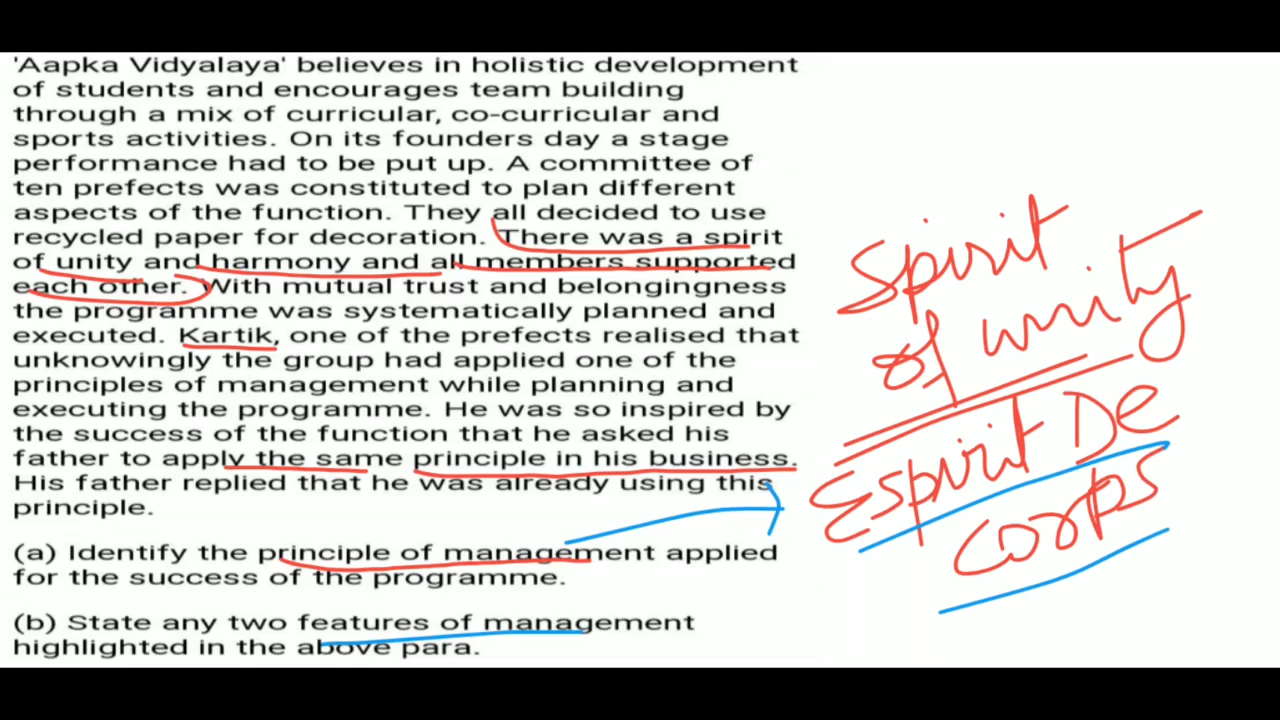 'Aapka Vidyalaya' believes in holistic development
of students and encourages team building
through a mix of curricular, co-curricular and
sports activities. On its founders day a stage
performance had to be put up. A committee of
ten prefects was constituted to plan different
aspects of the function. They all decided to use
recycled paper for decoration. There was a spirit
of unity and harmony and all members supported
each other. With mutual trust and belongingness
the programme was systematically planned and
executed. Kartik, one of the prefects realised that
unknowingly the group had applied one of the
principles of management while planning and
executing the programme. He was so inspired by
the success of the function that he asked his
father to apply the same principle in his business.
His father replied that he was already using this
principle.
(a) Identify the principle of management applied
for the success of the programme.
(b) State any two features of management
highlighted in the above para.
Spirit
of unity
Espirit De
corps